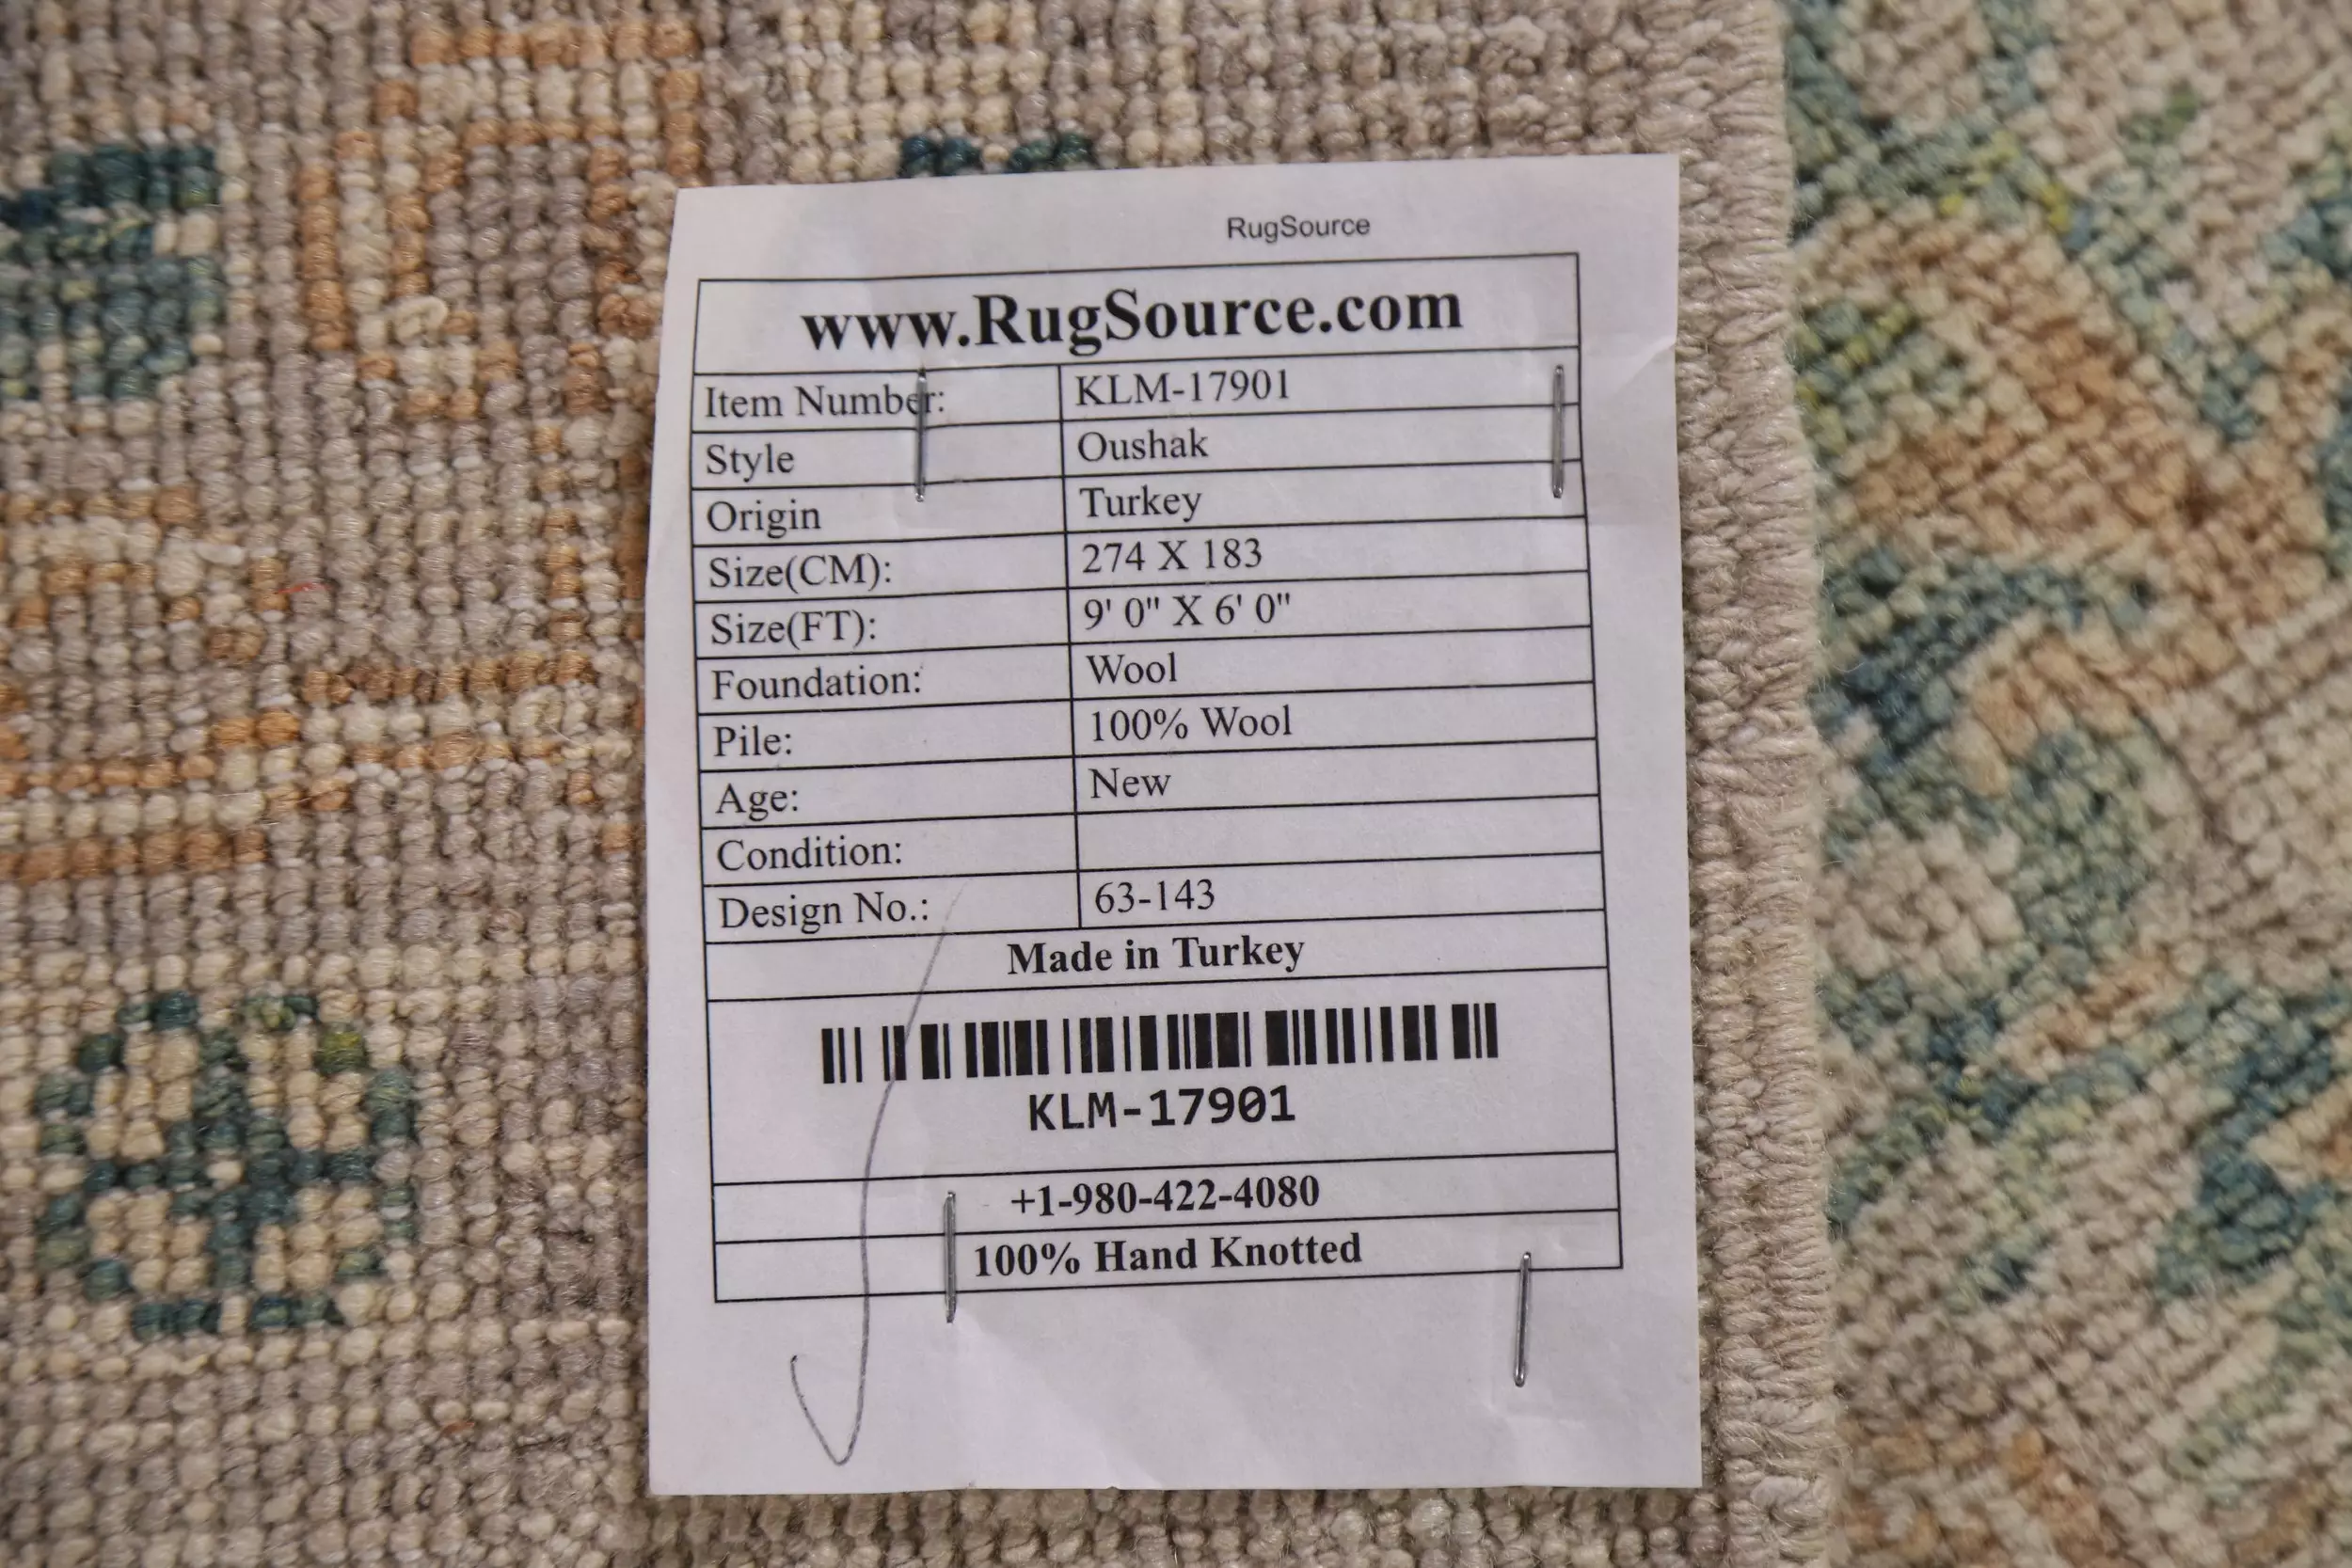 RugSource
www.RugSource.com
Item Number: KLM-17901
Style Oushak
Origin Turkey
Size(CM): 274 X 183
Size(FT): 9' 0" X 6' 0"
Foundation: Wool
Pile: 100% Wool
Age: New
Condition:
Design No.: 63-143
Made in Turkey
KLM-17901
+1-980-422-4080
100% Hand Knotted